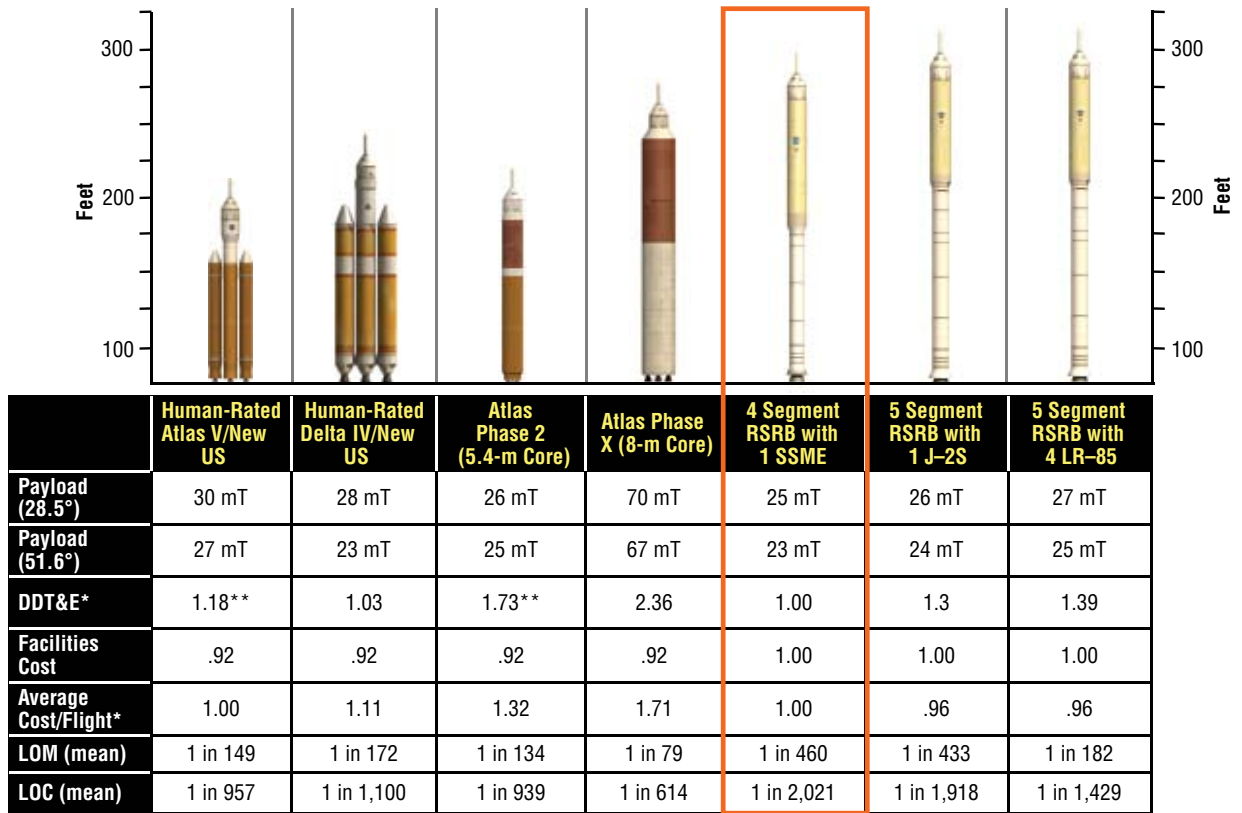 300
200
100
Feet
300
200
100
Feet
Human-Rated Atlas V/New US
Human-Rated Delta IV/New US
Atlas Phase 2 (5.4-m Core)
Atlas Phase X (8-m Core)
4 Segment RSRB with 1 SSME
5 Segment RSRB with 1 J–2S
5 Segment RSRB with 4 LR–85
Payload (28.5°) 30 mT 28 mT 26 mT 70 mT 25 mT 26 mT 27 mT
Payload (51.6°) 27 mT 23 mT 25 mT 67 mT 23 mT 24 mT 25 mT
DDT&E* 1.18** 1.03 1.73** 2.36 1.00 1.3 1.39
Facilities Cost .92 .92 .92 .92 1.00 1.00 1.00
Average Cost/Flight* 1.00 1.11 1.32 1.71 1.00 .96 .96
LOM (mean) 1 in 149 1 in 172 1 in 134 1 in 79 1 in 460 1 in 433 1 in 182
LOC (mean) 1 in 957 1 in 1,100 1 in 939 1 in 614 1 in 2,021 1 in 1,918 1 in 1,429